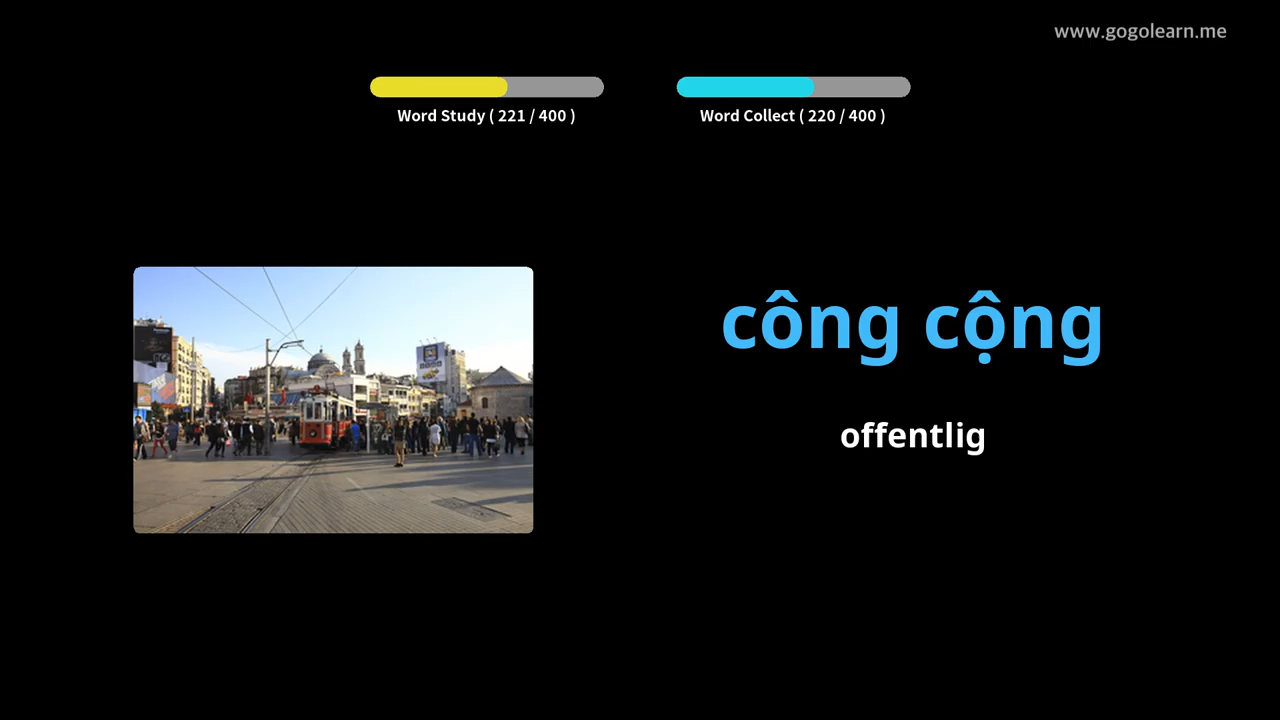 www.gogolearn.me
Word Study ( 221 / 400 )
Word Collect ( 220 / 400 )
công cộng
offentlig